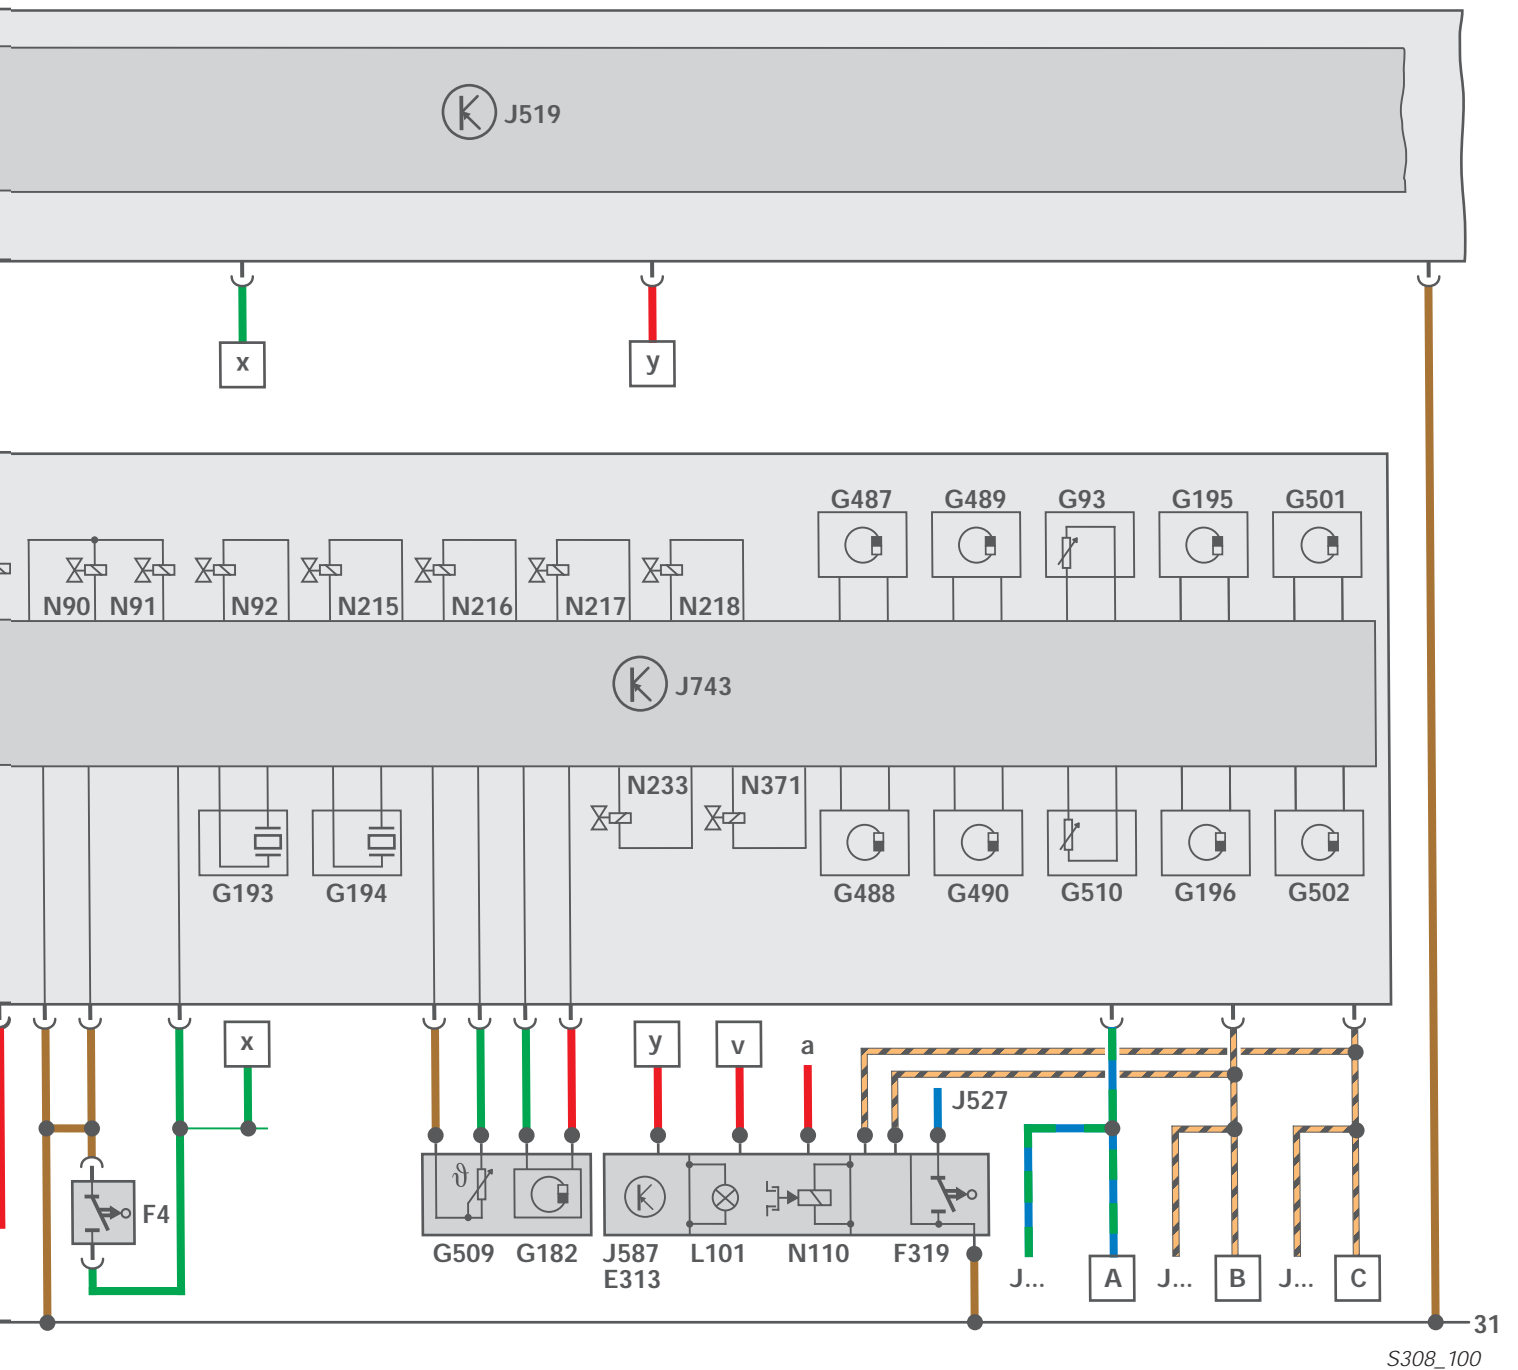 J519
x
y
G487 G489 G93 G195 G501
N90 N91 N92 N215 N216 N217 N218
J743
N233 N371
G193 G194 G488 G490 G510 G196 G502
x y v a
J527
F4
G509 G182 J587 L101 N110 F319
E313 J... A J... B J... C
31
S308_100